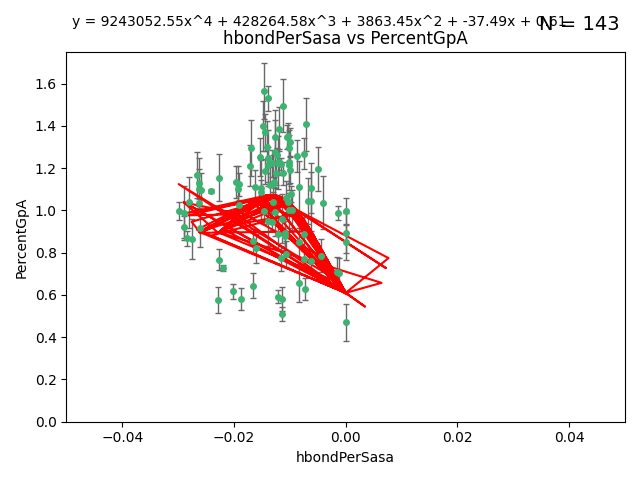 y = 9243052.55x^4 + 428264.58x^3 + 3863.45x^2 + -37.49x + 0.61
N = 143
hbondPerSasa vs PercentGpA
PercentGpA
1.6
1.4
1.2
1.0
0.8
0.6
0.4
0.2
0.0
−0.04 −0.02 0.00 0.02 0.04
hbondPerSasa